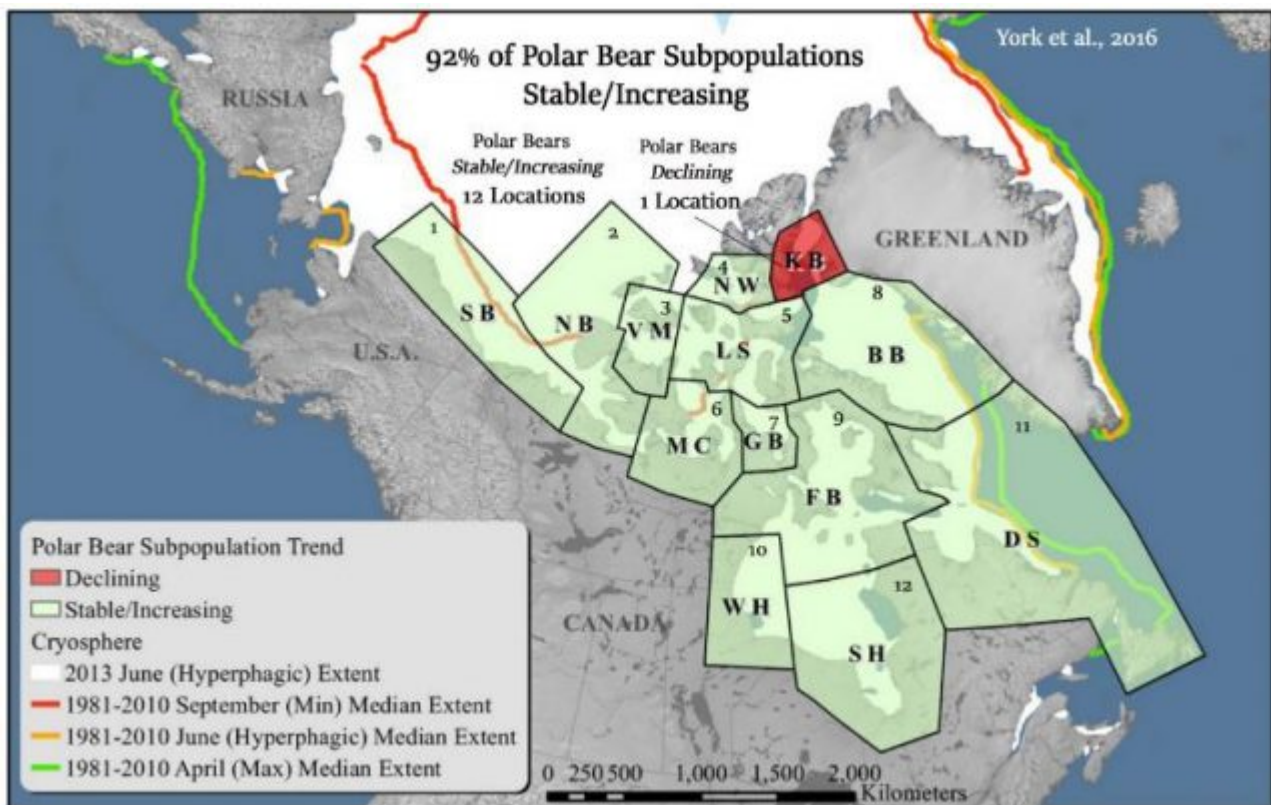 York et al., 2016
92% of Polar Bear Subpopulations
Stable/Increasing
Polar Bears
Stable/Increasing
12 Locations
Polar Bears
Declining
1 Location
RUSSIA
GREENLAND
U.S.A.
CANADA
1
S B
2
N B
3
V M
4
N W
K B
5
L S
8
B B
6
M C
7
G B
9
F B
11
D S
10
W H
12
S H
Polar Bear Subpopulation Trend
Declining
Stable/Increasing
Cryosphere
2013 June (Hyperphagic) Extent
1981-2010 September (Min) Median Extent
1981-2010 June (Hyperphagic) Median Extent
1981-2010 April (Max) Median Extent
0 250 500 1,000 1,500 2,000
Kilometers